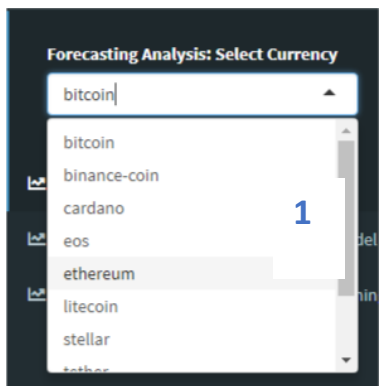 Forecasting Analysis: Select Currency
bitcoin
bitcoin
binance-coin
cardano
1
eos
ethereum
litecoin
stellar